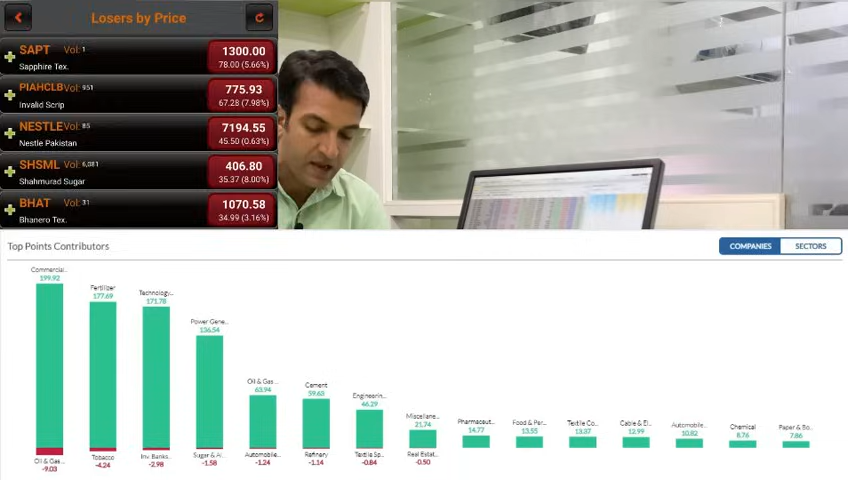 Losers by Price
SAPT Vol: 1
1300.00
Sapphire Tex.
78.00 (5.66%)
PIAHCLB Vol: 951
775.93
Invalid Scrip
67.28 (7.98%)
NESTLE Vol: 85
7194.55
Nestle Pakistan
45.50 (0.63%)
SHSML Vol: 6,081
406.80
Shahmurad Sugar
35.37 (8.00%)
BHAT Vol: 31
1070.58
Bhanero Tex.
34.99 (3.16%)
Top Points Contributors
COMPANIES
SECTORS
Commercial...
199.92
Fertilizer
177.69
Technology...
171.78
Power Gene...
136.54
Oil & Gas ...
63.94
Cement
59.65
Engineerin...
46.29
Miscellane...
21.74
Pharmaceut...
14.77
Food & Per...
13.55
Textile Co...
13.37
Cable & El...
12.99
Automobile...
10.82
Chemical
8.76
Paper & Bo...
7.86
Oil & Gas...
-9.03
Tobacco
-4.24
Inv. Banks...
-2.98
Sugar & Al...
-1.58
Automobile...
-1.24
Refinery
-1.14
Textile Sp...
-0.84
Real Estat...
-0.50